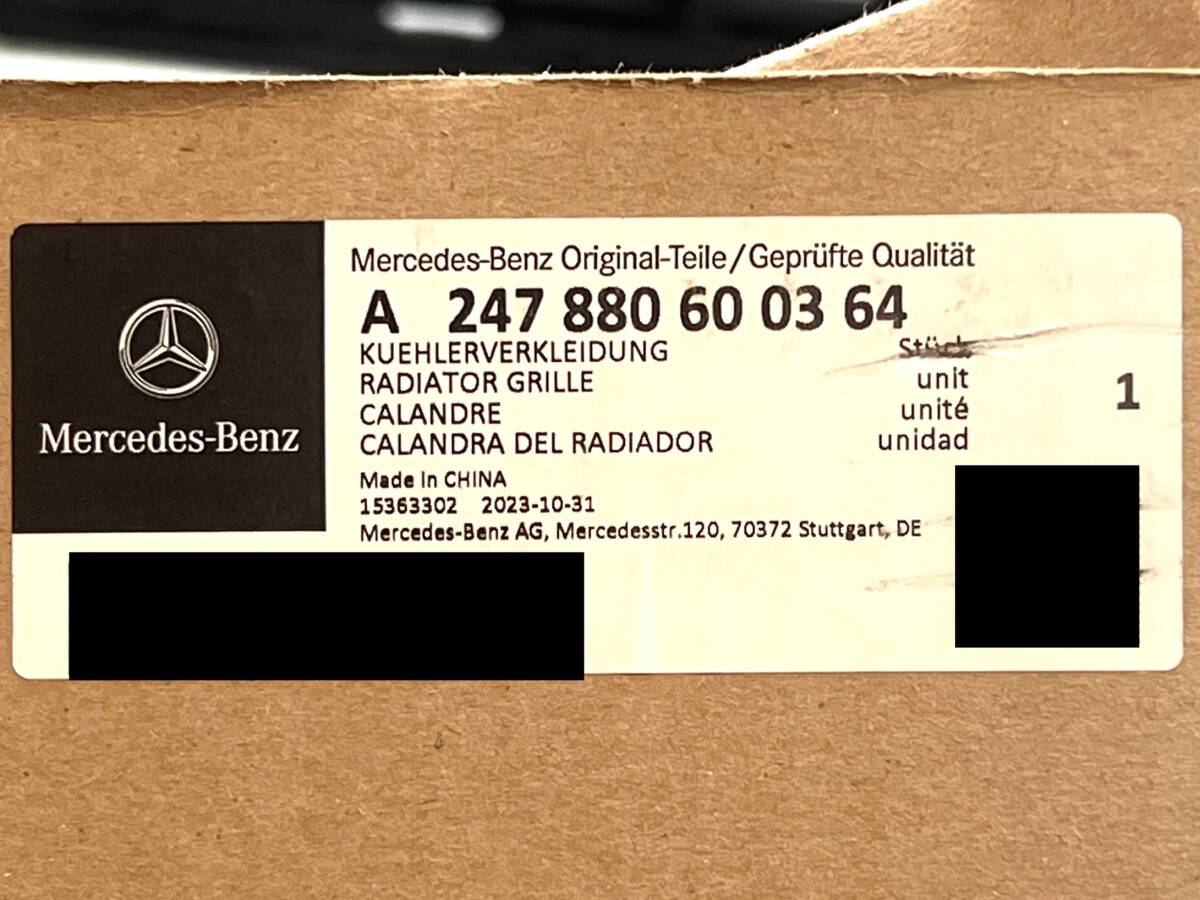 Mercedes-Benz
Mercedes-Benz Original-Teile/Geprüfte Qualität
A 247 880 60 03 64
KUEHLERVERKLEIDUNG Stück
RADIATOR GRILLE unit 1
CALANDRE unité
CALANDRA DEL RADIADOR unidad
Made In CHINA
15363302 2023-10-31
Mercedes-Benz AG, Mercedesstr.120, 70372 Stuttgart, DE